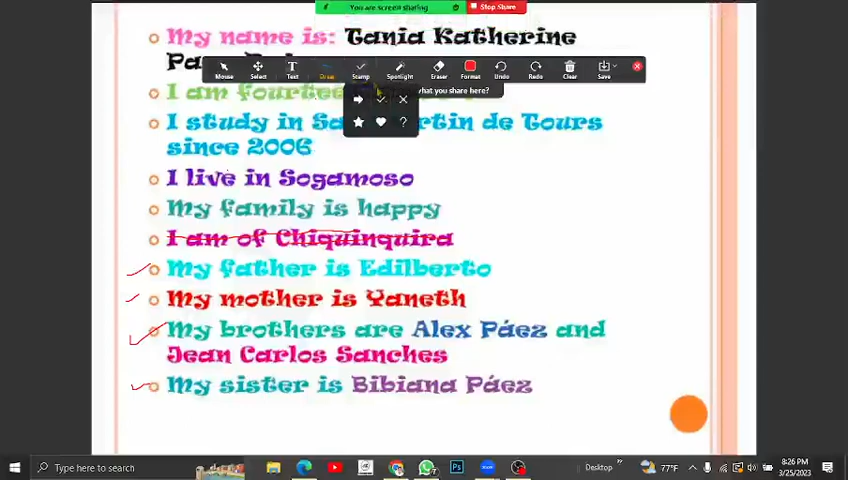 You are screen sharing
Stop Share
My name is: Tania Katherine
Mouse
Select
Text
Draw
Stamp
Spotlight
Eraser
Format
Undo
Redo
Clear
Save
what you share here?
I am
I study in
de Tours
since 2006
I live in Sogamoso
My family is happy
I am of Chiquinquira
My father is Edilberto
My mother is Yaneth
My brothers are Alex Páez and
Jean Carlos Sanches
My sister is Bibiana Páez
Type here to search
Desktop
77°F
8:26 PM
3/25/2023